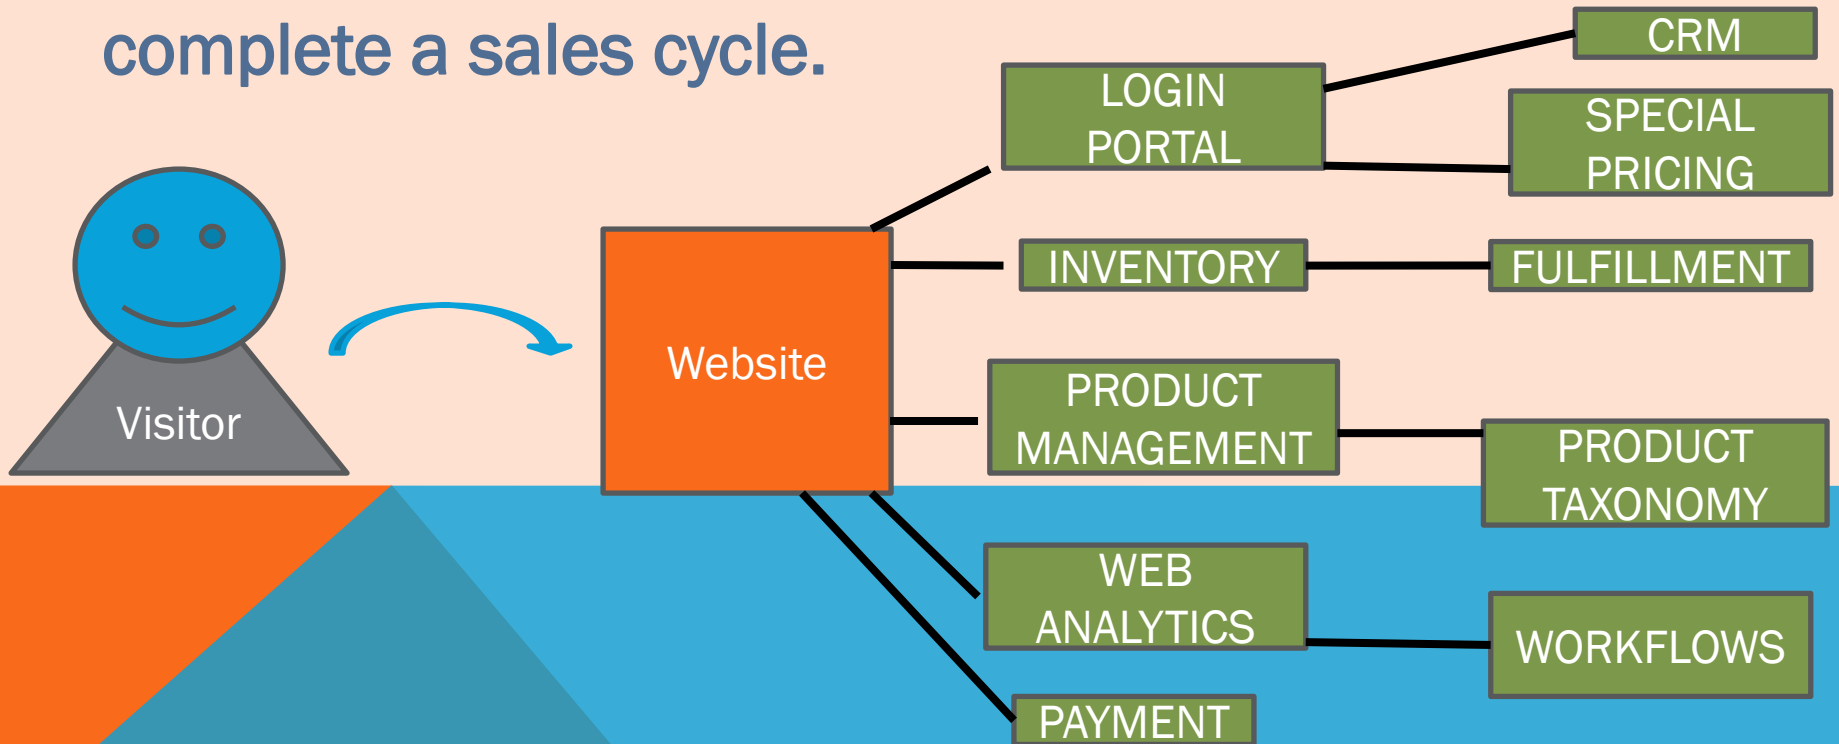 complete a sales cycle.
CRM
LOGIN
PORTAL
SPECIAL
PRICING
INVENTORY
FULFILLMENT
Website
PRODUCT
MANAGEMENT
Visitor
PRODUCT
TAXONOMY
WEB
ANALYTICS
WORKFLOWS
PAYMENT